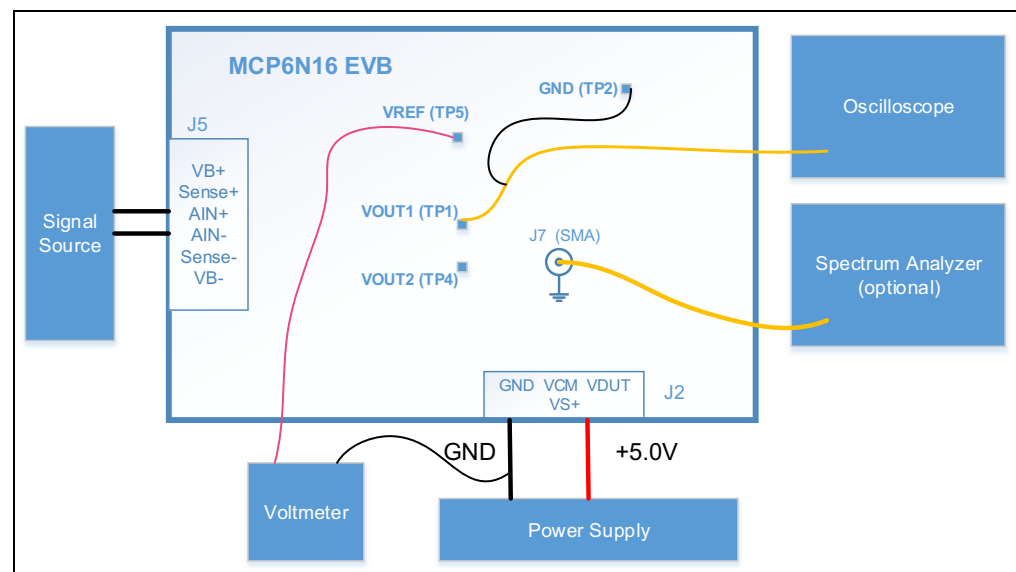 MCP6N16 EVB
GND (TP2)
VREF (TP5)
Oscilloscope
J5
VB+
Sense+
AIN+
AIN-
Sense-
VB-
Signal
Source
VOUT1 (TP1)
J7 (SMA)
VOUT2 (TP4)
Spectrum Analyzer
(optional)
GND VCM VDUT
VS+
J2
GND
+5.0V
Voltmeter
Power Supply